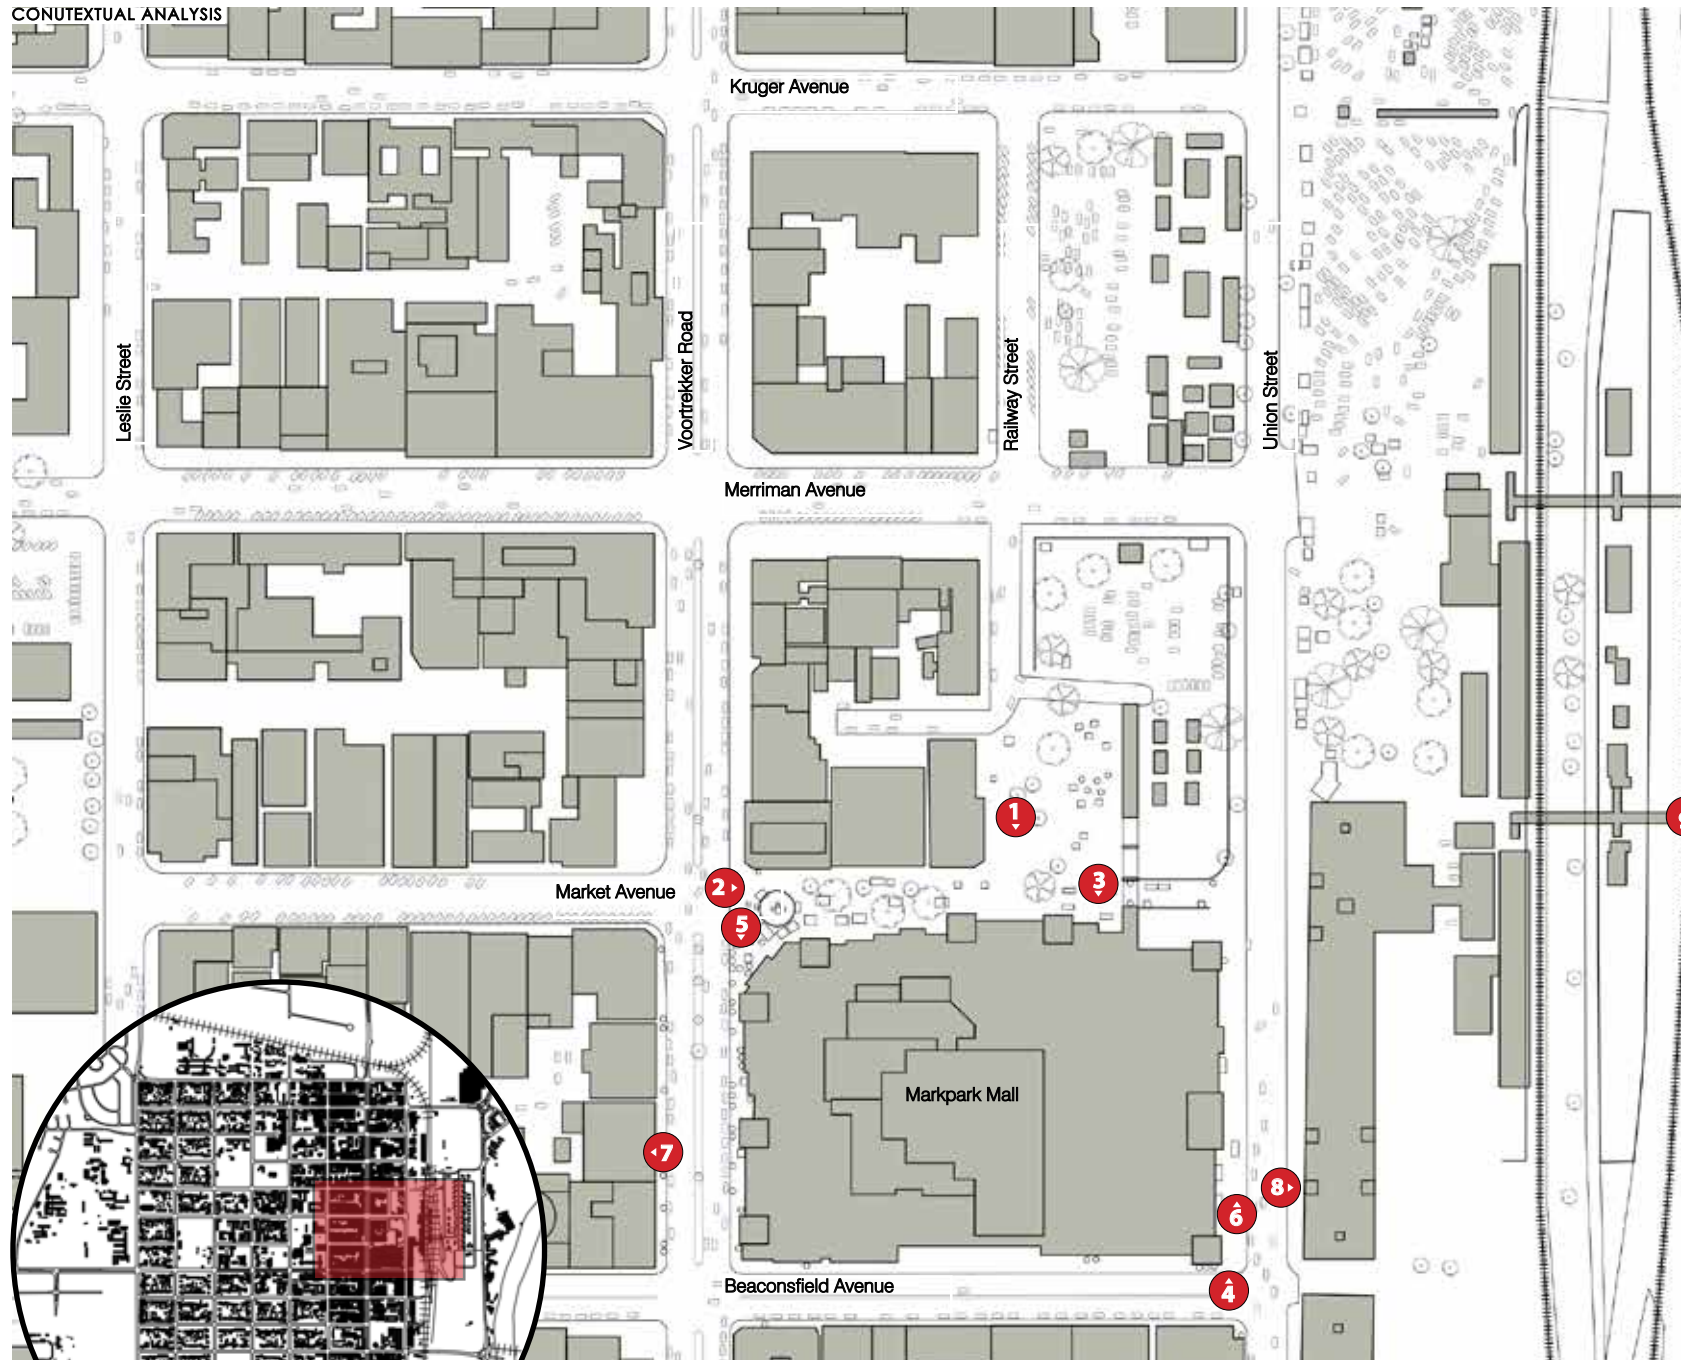 CONUTEXTUAL ANALYSIS
Kruger Avenue
Leslie Street
Voortrekker Road
Railway Street
Union Street
Merriman Avenue
1
3
2
Market Avenue
5
Markpark Mall
7
8
6
Beaconsfield Avenue
4